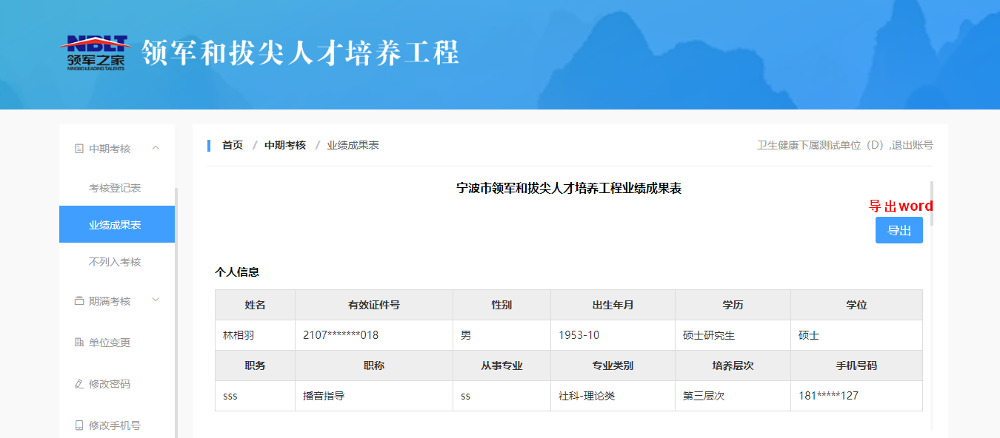 NBLT
领军之家
NINGBO LEADING TALENTS
领军和拔尖人才培养工程
中期考核
考核登记表
业绩成果表
不列入考核
期满考核
单位变更
修改密码
修改手机号
首页 / 中期考核 / 业绩成果表
卫生健康下属测试单位（D）,退出账号
宁波市领军和拔尖人才培养工程业绩成果表
导出word
导出
个人信息
姓名 有效证件号 性别 出生年月 学历 学位
林相羽 2107*******018 男 1953-10 硕士研究生 硕士
职务 职称 从事专业 专业类别 培养层次 手机号码
sss 播音指导 ss 社科-理论类 第三层次 181*****127